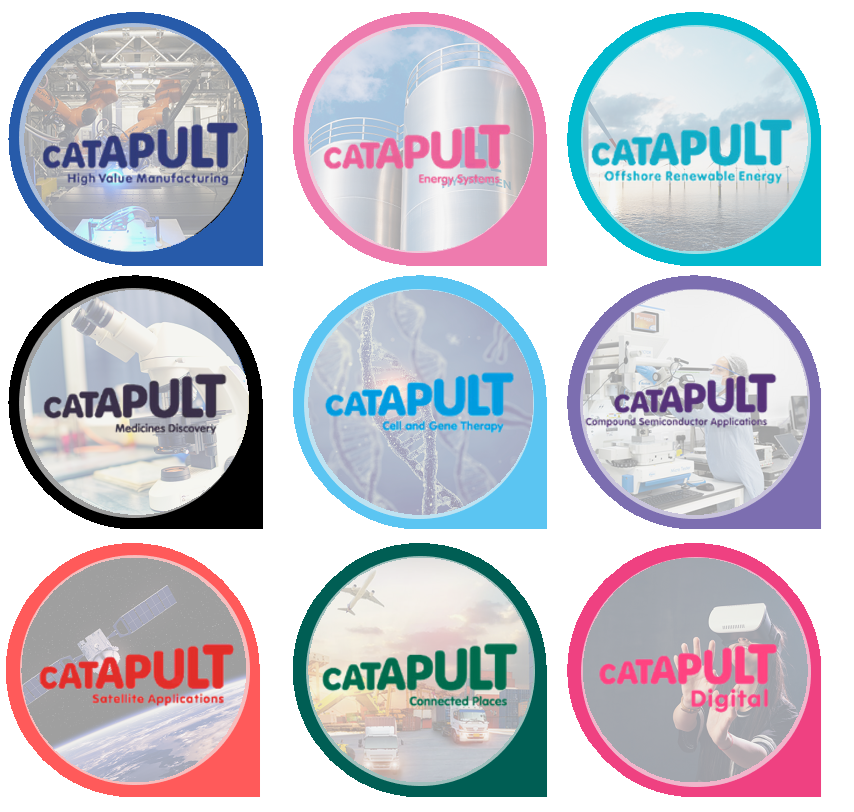 CATAPULT
High Value Manufacturing
CATAPULT
Energy Systems
CATAPULT
Offshore Renewable Energy
CATAPULT
Medicines Discovery
CATAPULT
Cell and Gene Therapy
CATAPULT
Compound Semiconductor Applications
CATAPULT
Satellite Applications
CATAPULT
Connected Places
CATAPULT
Digital